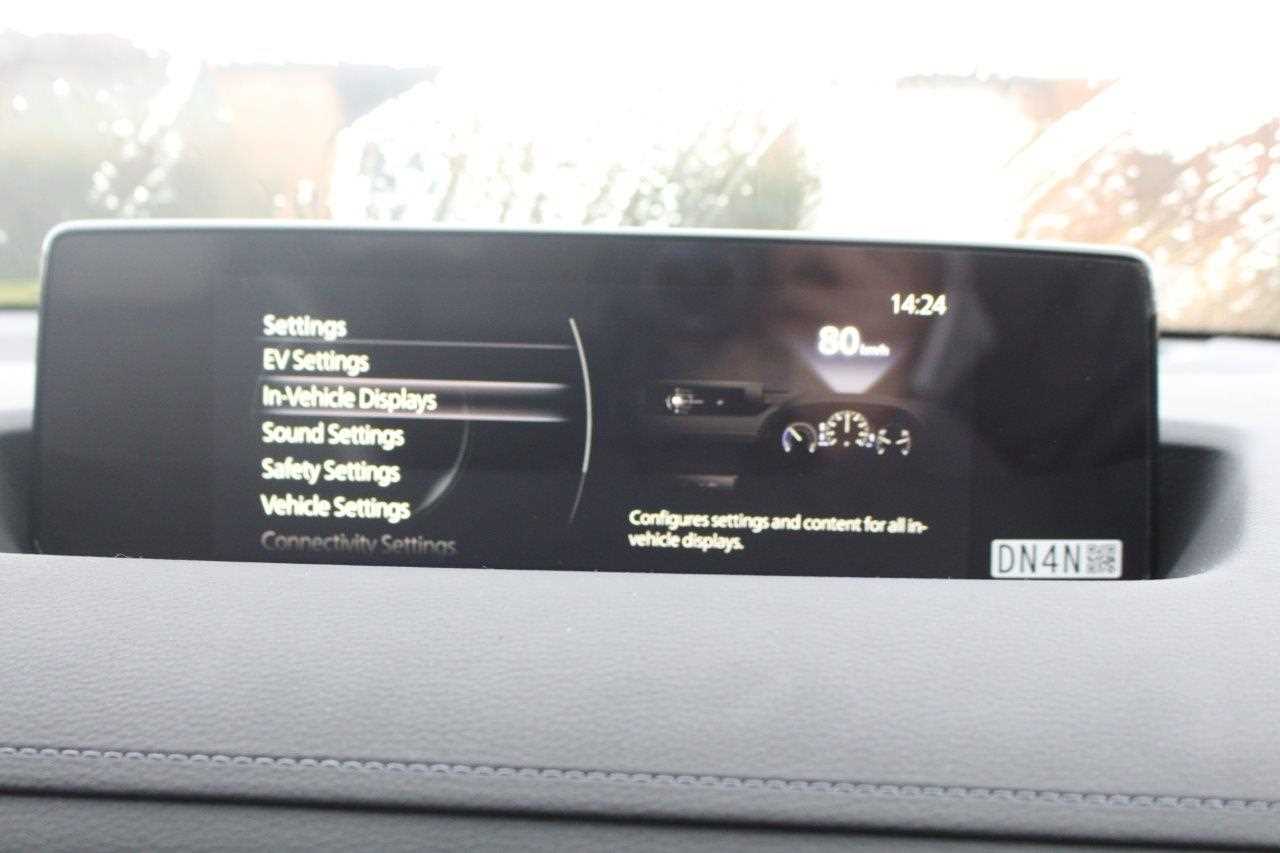 14:24
Settings
EV Settings
In-Vehicle Displays
Sound Settings
Safety Settings
Vehicle Settings
Connectivity Settings
80 km/h
Configures settings and content for all in-
vehicle displays.
DN4N